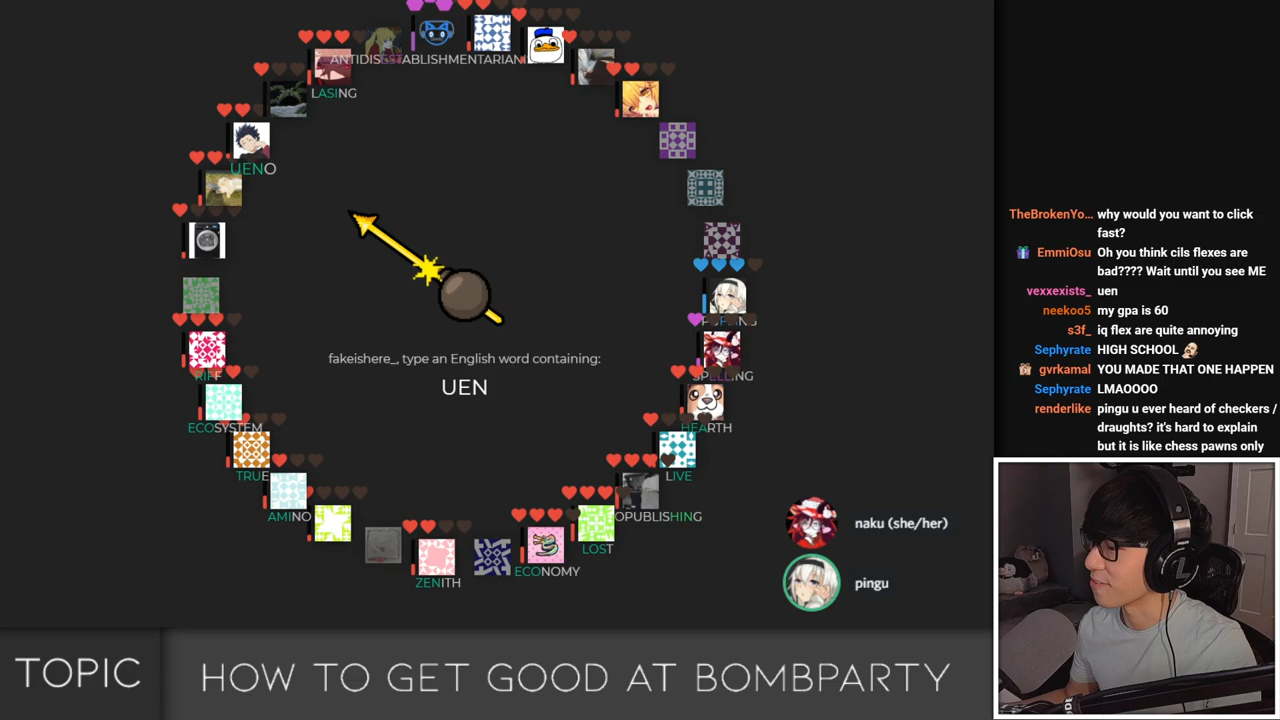 ANTIDISESTABLISHMENTARIAN
LASING
UENO
fakeishere_, type an English word containing:
UEN
SPELLING
RIFF
HEARTH
ECOSYSTEM
TRUE
LIVE
AMINO
OPUBLISHING
LOST
ECONOMY
ZENITH
naku (she/her)
pingu
TheBrokenYo... why would you want to click
fast?
EmmiOsu Oh you think cils flexes are
bad???? Wait until you see ME
vexxexists_ uen
neekoo5 my gpa is 60
s3f_ iq flex are quite annoying
Sephyrate HIGH SCHOOL
gvrkamal YOU MADE THAT ONE HAPPEN
Sephyrate LMAOOOO
renderlike pingu u ever heard of checkers /
draughts? it's hard to explain
but it is like chess pawns only
TOPIC
HOW TO GET GOOD AT BOMBPARTY